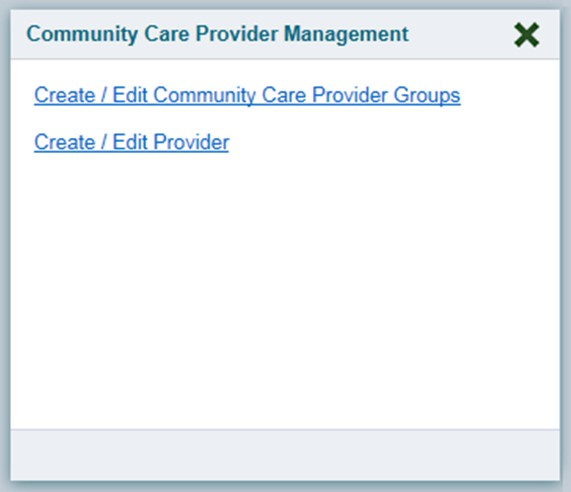 Community Care Provider Management
Create / Edit Community Care Provider Groups
Create / Edit Provider